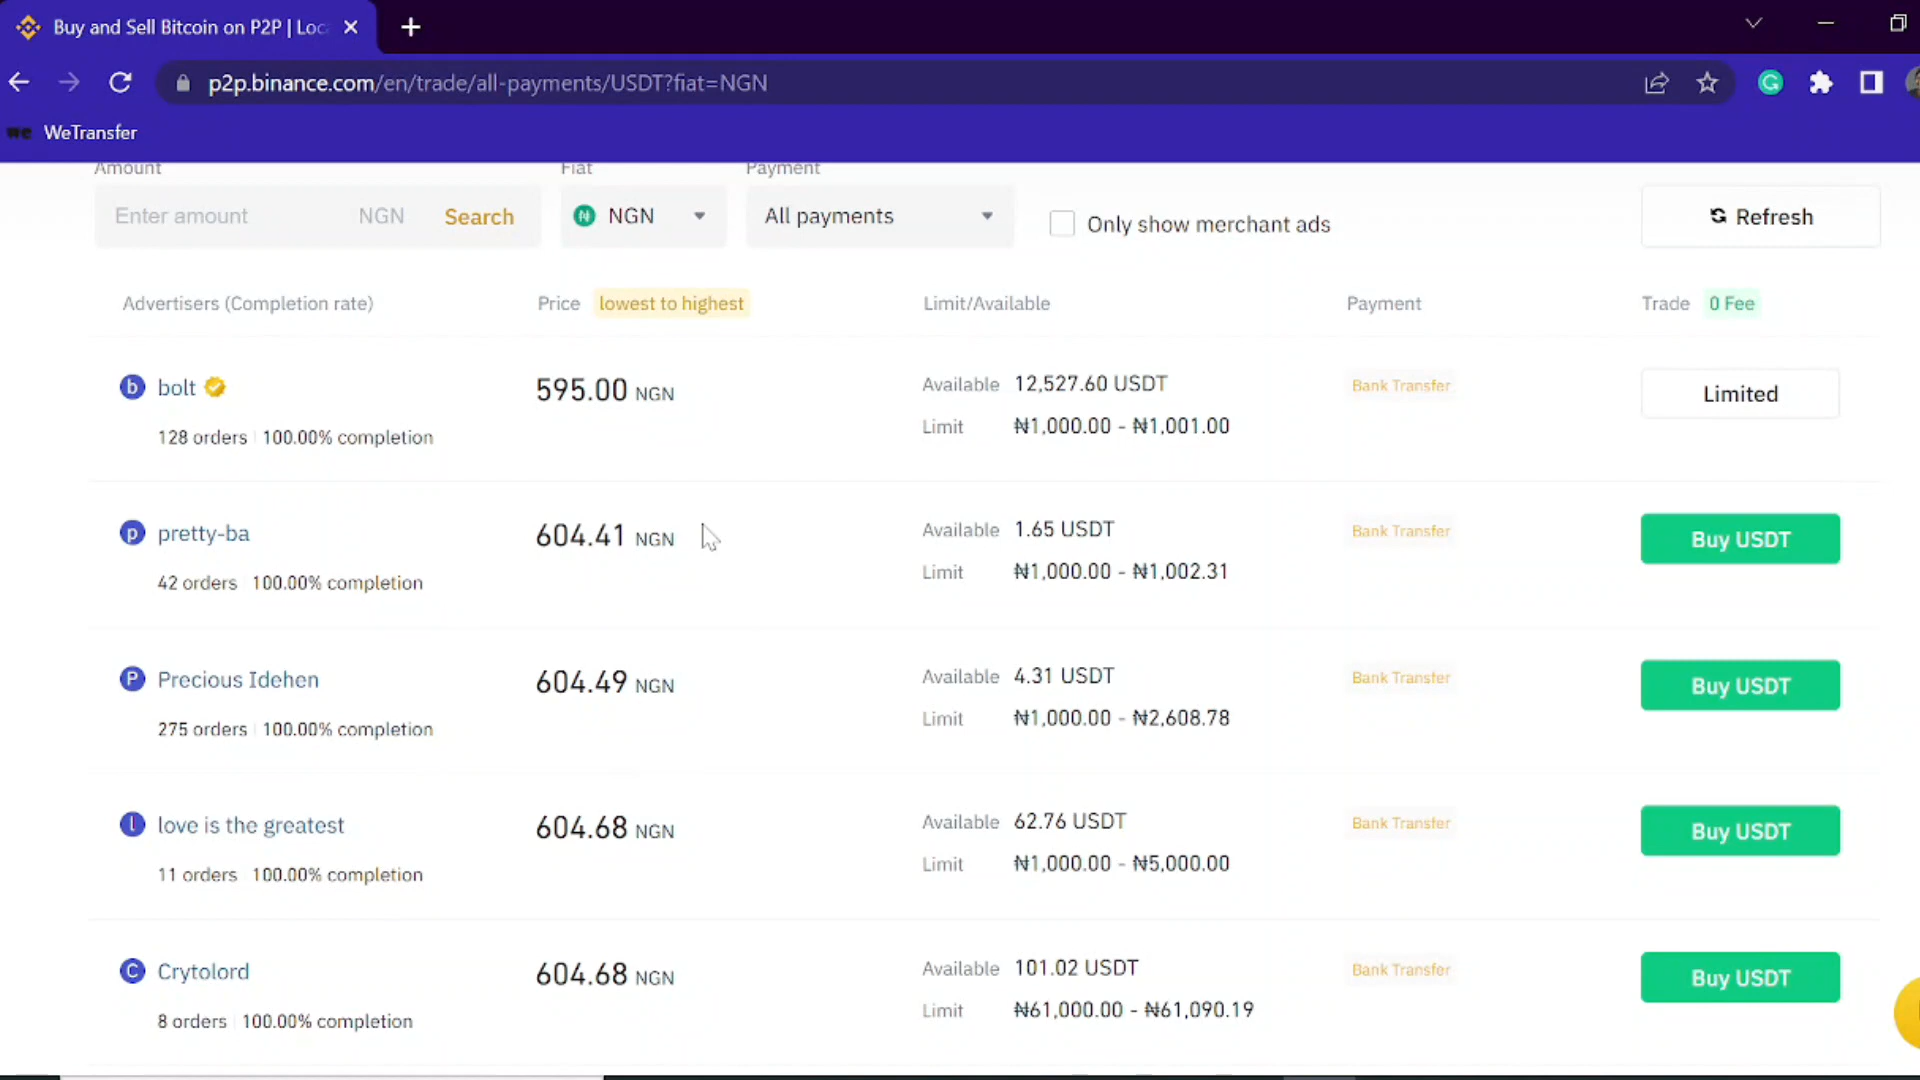 Buy and Sell Bitcoin on P2P | Loc
p2p.binance.com/en/trade/all-payments/USDT?fiat=NGN
we WeTransfer
Amount Fiat Payment
Enter amount NGN Search NGN All payments Only show merchant ads Refresh
Advertisers (Completion rate) Price lowest to highest Limit/Available Payment Trade 0 Fee
b bolt 595.00 NGN Available 12,527.60 USDT Bank Transfer Limited
128 orders 100.00% completion Limit ₦1,000.00 - ₦1,001.00
p pretty-ba 604.41 NGN Available 1.65 USDT Bank Transfer Buy USDT
42 orders 100.00% completion Limit ₦1,000.00 - ₦1,002.31
P Precious Idehen 604.49 NGN Available 4.31 USDT Bank Transfer Buy USDT
275 orders 100.00% completion Limit ₦1,000.00 - ₦2,608.78
l love is the greatest 604.68 NGN Available 62.76 USDT Bank Transfer Buy USDT
11 orders 100.00% completion Limit ₦1,000.00 - ₦5,000.00
C Crytolord 604.68 NGN Available 101.02 USDT Bank Transfer Buy USDT
8 orders 100.00% completion Limit ₦61,000.00 - ₦61,090.19